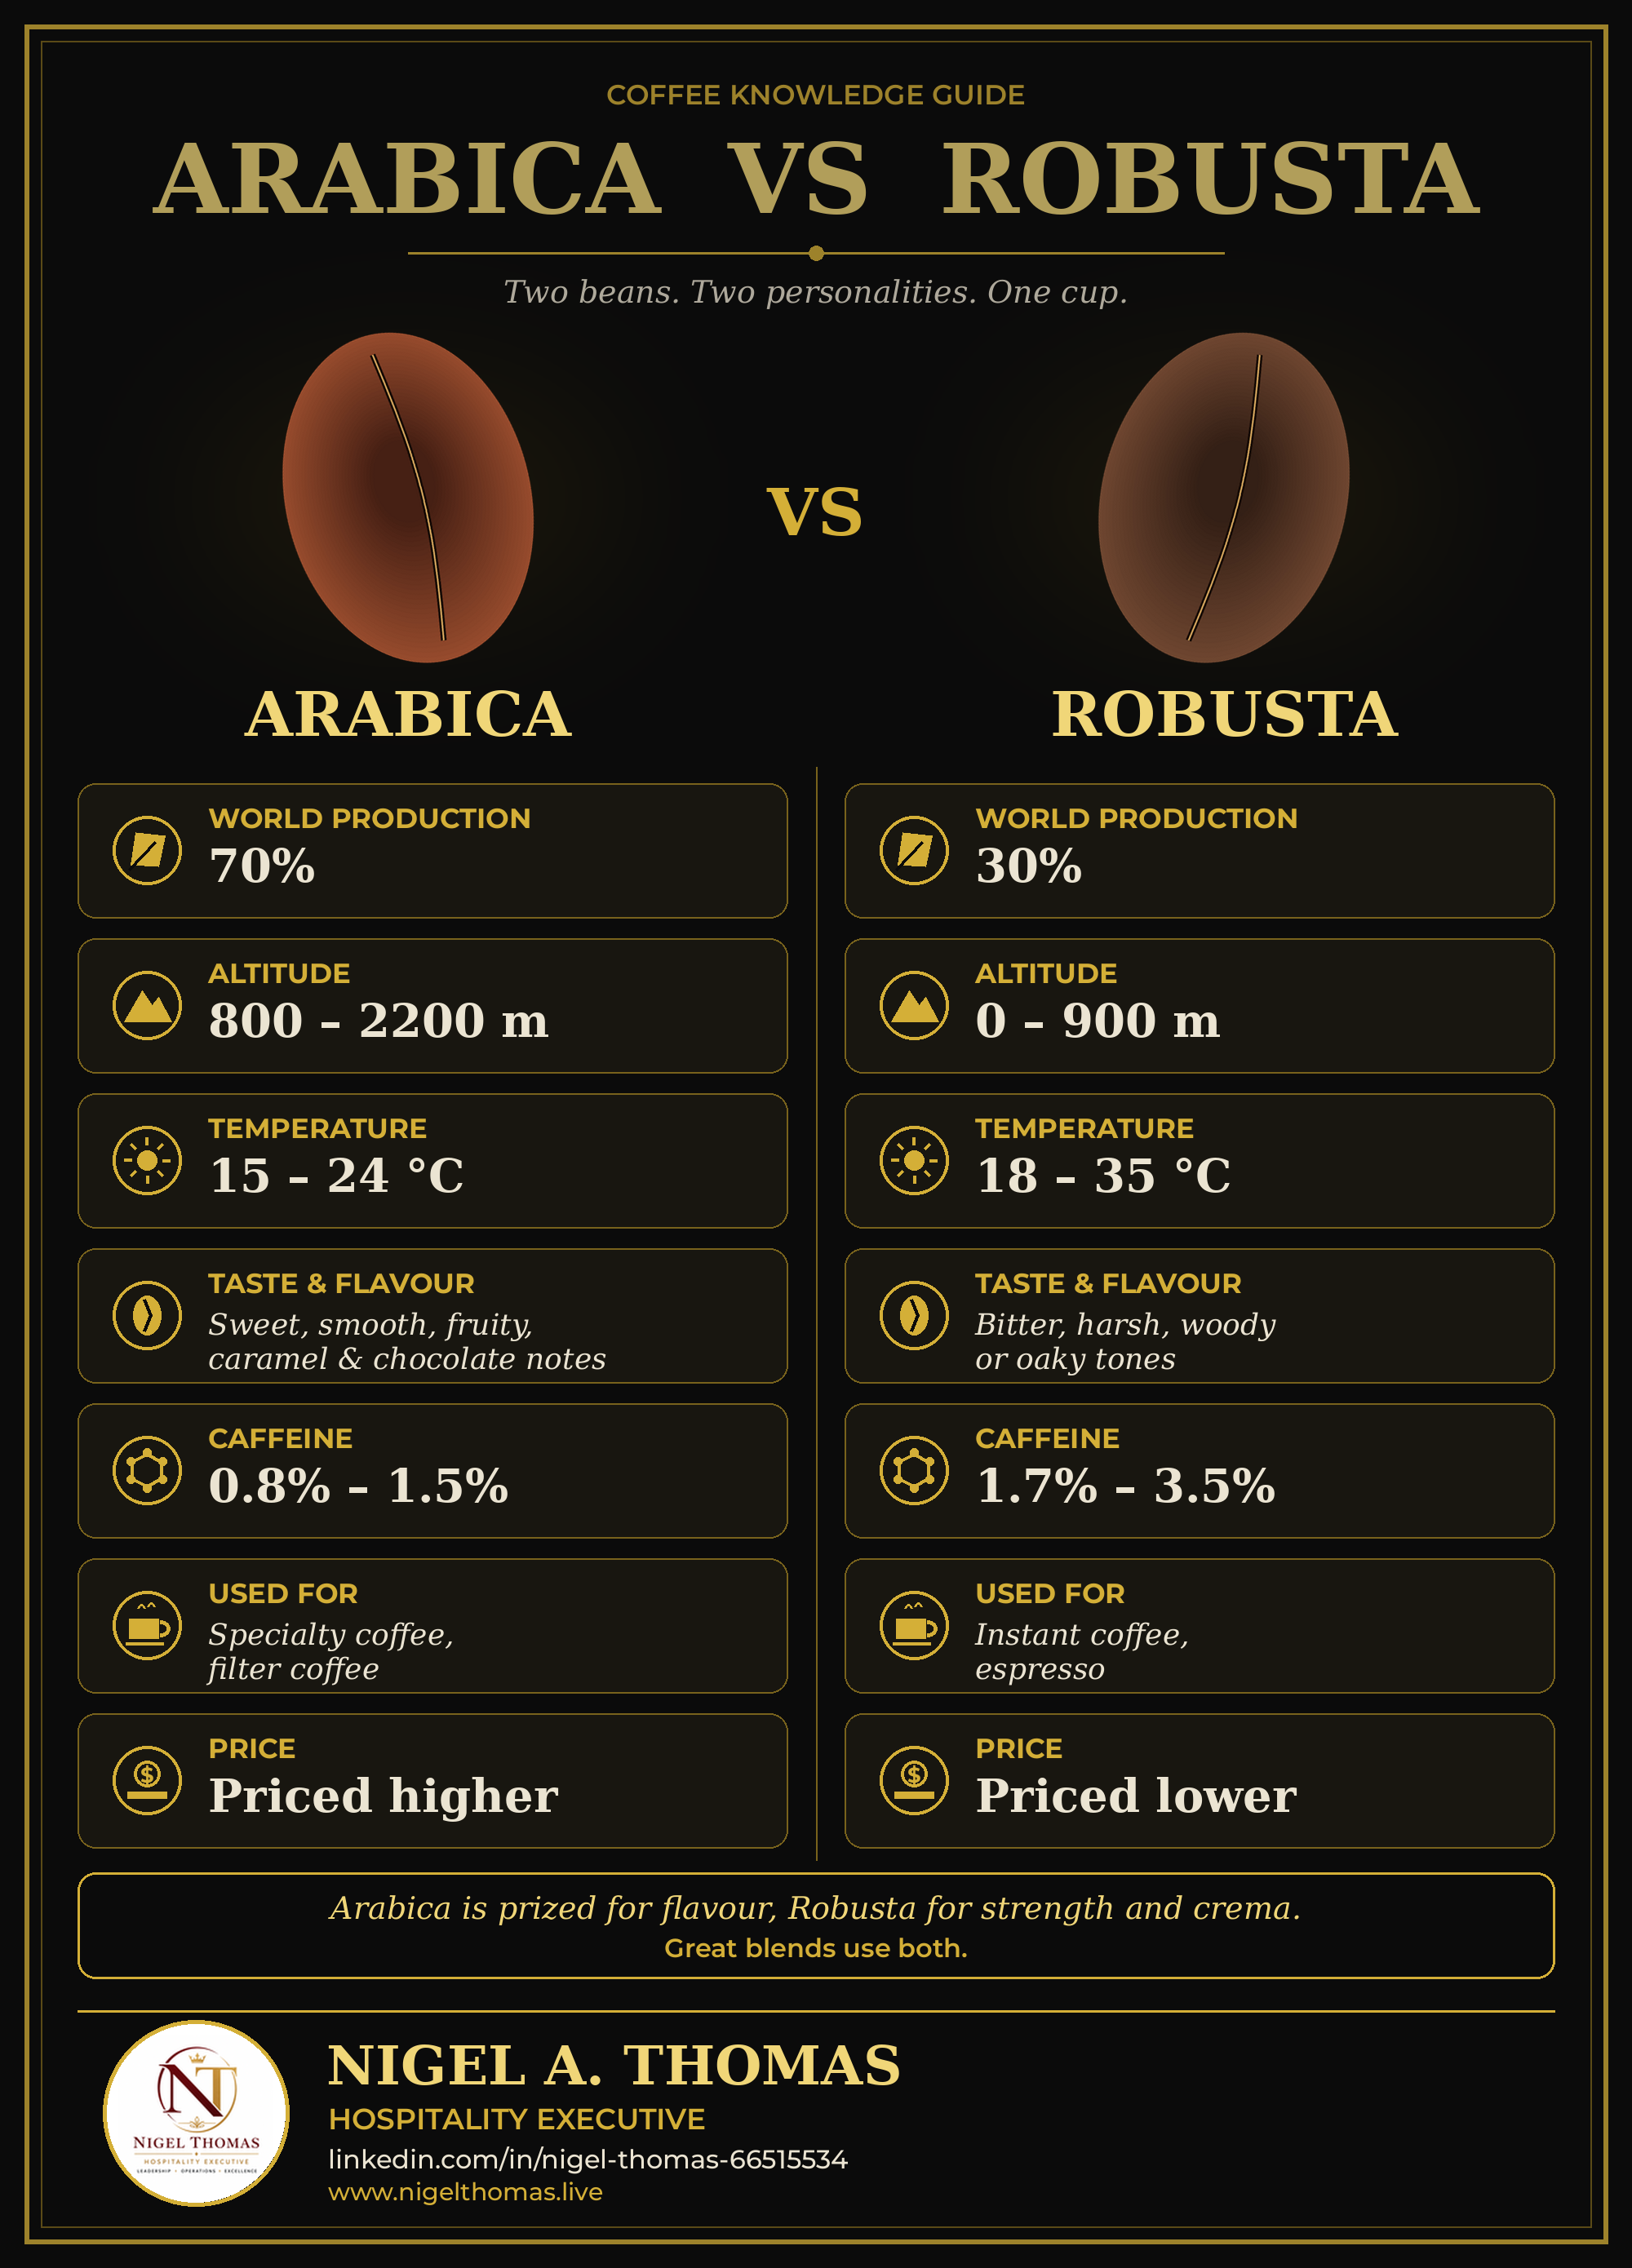 COFFEE KNOWLEDGE GUIDE
ARABICA VS ROBUSTA
Two beans. Two personalities. One cup.
VS
ARABICA
ROBUSTA
WORLD PRODUCTION
70%
WORLD PRODUCTION
30%
ALTITUDE
800 – 2200 m
ALTITUDE
0 – 900 m
TEMPERATURE
15 – 24 °C
TEMPERATURE
18 – 35 °C
TASTE & FLAVOUR
Sweet, smooth, fruity,
caramel & chocolate notes
TASTE & FLAVOUR
Bitter, harsh, woody
or oaky tones
CAFFEINE
0.8% – 1.5%
CAFFEINE
1.7% – 3.5%
USED FOR
Specialty coffee,
filter coffee
USED FOR
Instant coffee,
espresso
$
PRICE
Priced higher
$
PRICE
Priced lower
Arabica is prized for flavour, Robusta for strength and crema.
Great blends use both.
NT
NIGEL THOMAS
HOSPITALITY EXECUTIVE
LEADERSHIP • OPERATIONS • EXCELLENCE
NIGEL A. THOMAS
HOSPITALITY EXECUTIVE
linkedin.com/in/nigel-thomas-66515534
www.nigelthomas.live